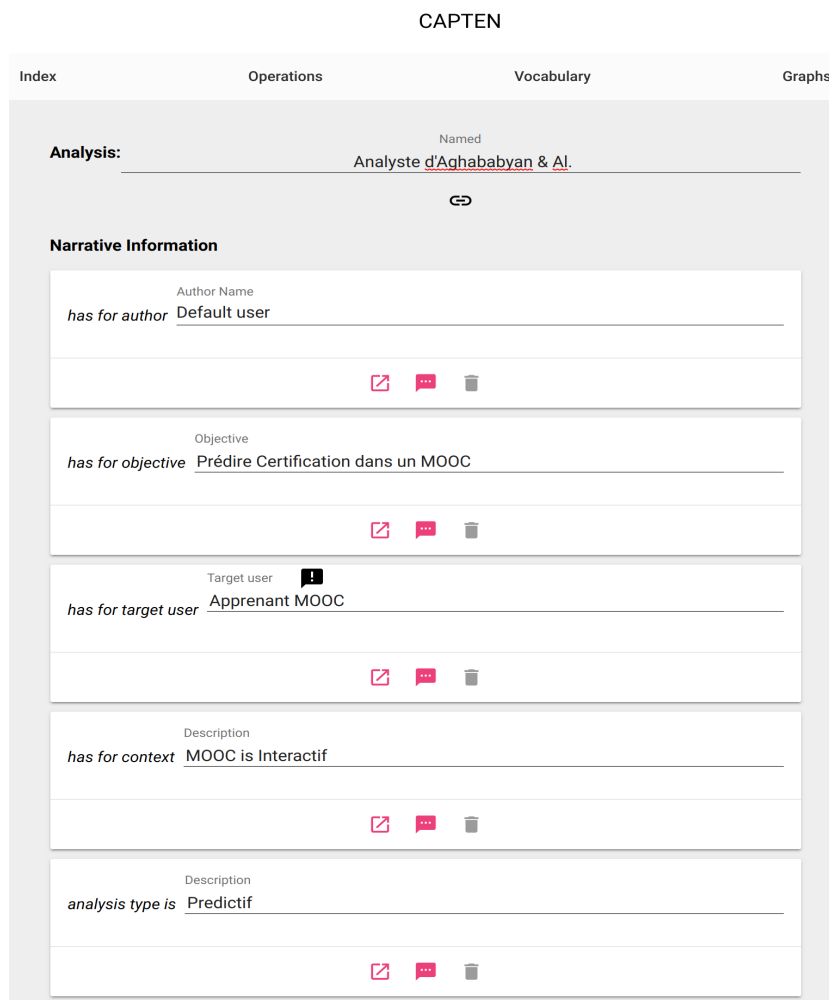 CAPTEN
Index Operations Vocabulary Graphs
Named
Analysis: Analyste d'Aghababyan & Al.
Narrative Information
Author Name
has for author Default user
Objective
has for objective Prédire Certification dans un MOOC
Target user
has for target user Apprenant MOOC
Description
has for context MOOC is Interactif
Description
analysis type is Predictif